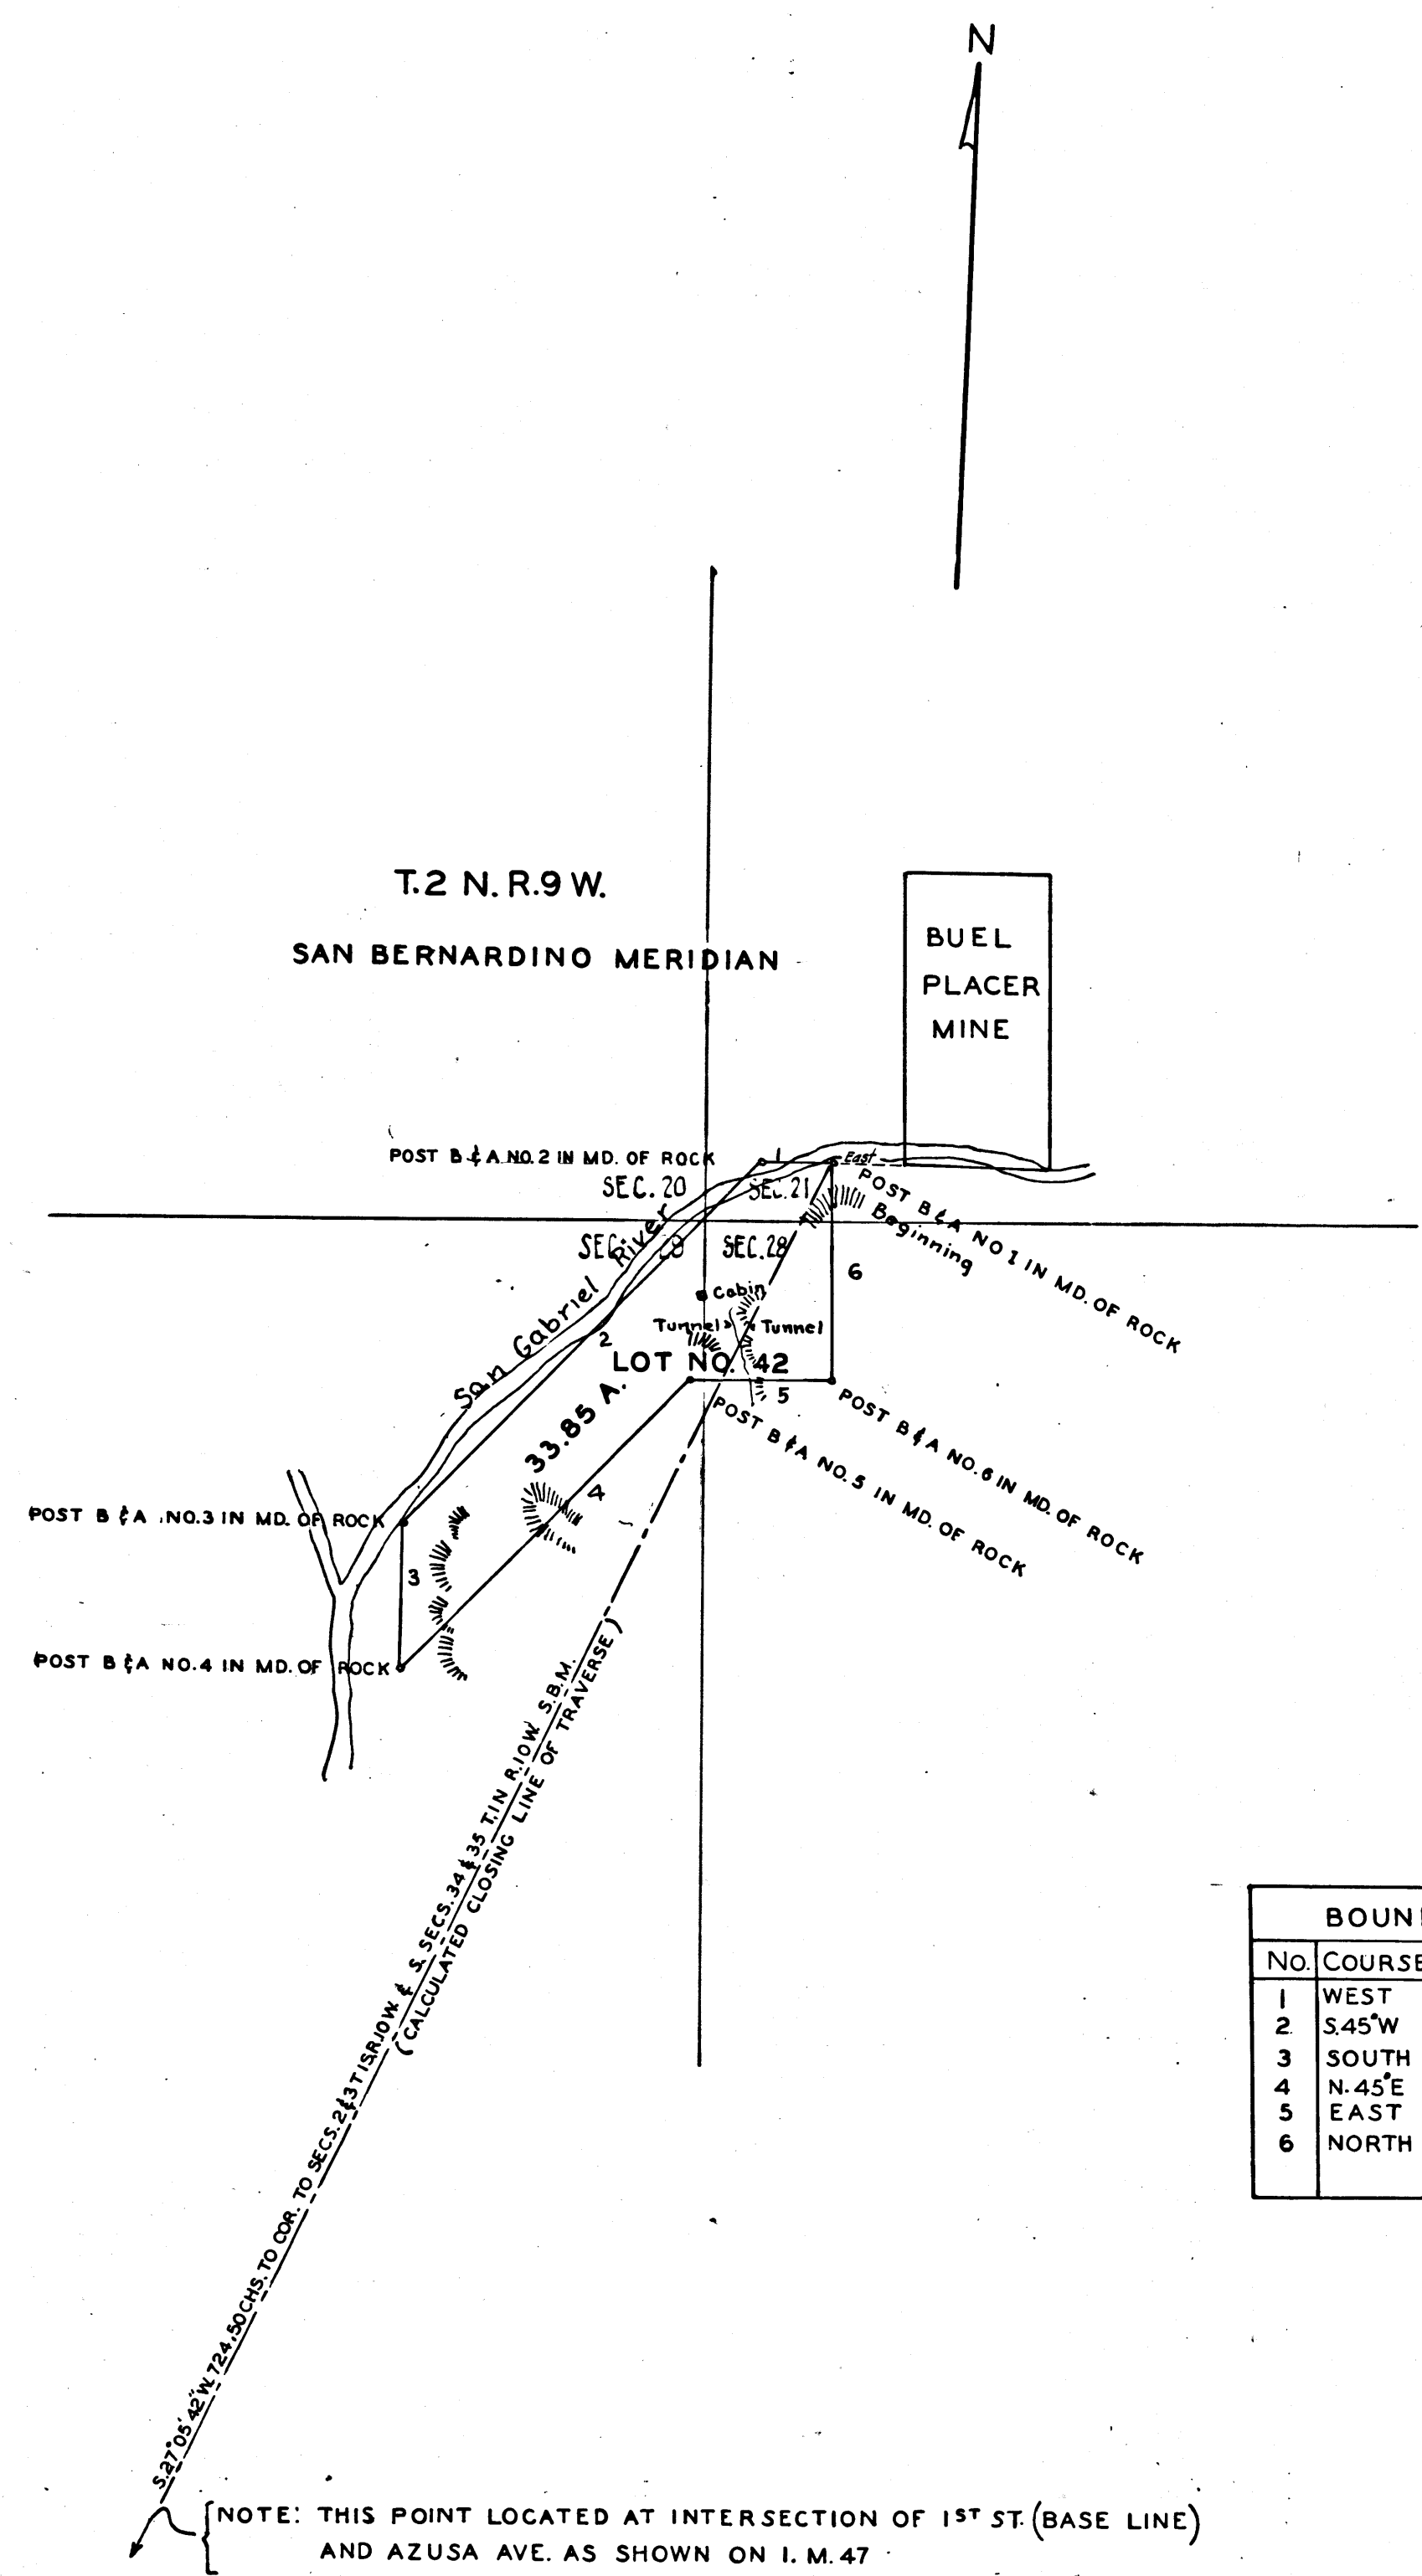 N
T.2 N. R.9 W.
SAN BERNARDINO MERIDIAN
BUEL
PLACER
MINE
POST B & A NO. 2 IN MD. OF ROCK
1
East
SEC. 20
SEC. 21
POST B & A NO 1 IN MD. OF ROCK
Beginning
SEC. 29
SEC. 28
San Gabriel River
6
Cabin
Tunnel
Tunnel
2
LOT NO. 42
33.85 A.
5
POST B & A NO. 6 IN MD. OF ROCK
POST B & A NO. 5 IN MD. OF ROCK
4
POST B & A NO. 3 IN MD. OF ROCK
3
POST B & A NO. 4 IN MD. OF ROCK
S. 27° 05' 42" W. 724.50 CHS. TO COR. TO SECS. 2 & 3 T1S.R.10W. & S. SECS. 34 & 35 T.1N R.10W. S.B.M.
(CALCULATED CLOSING LINE OF TRAVERSE)
BOUN
No. COURSE
1 WEST
2 S.45°W
3 SOUTH
4 N.45°E
5 EAST
6 NORTH
NOTE: THIS POINT LOCATED AT INTERSECTION OF 1ST ST. (BASE LINE)
AND AZUSA AVE. AS SHOWN ON I. M. 47